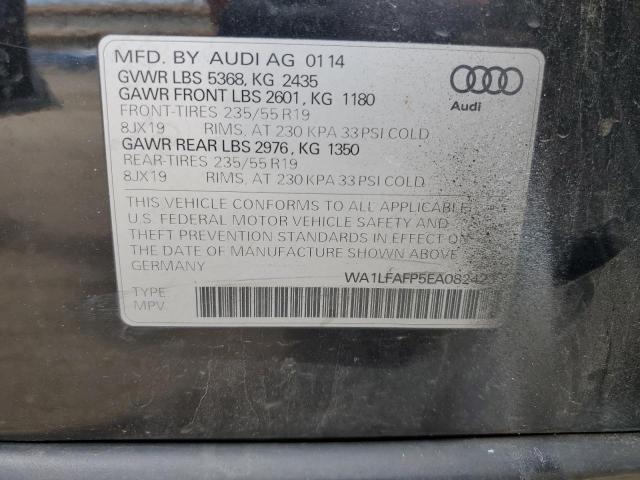 MFD. BY AUDI AG 0114
GVWR LBS 5368, KG 2435
GAWR FRONT LBS 2601, KG 1180
FRONT-TIRES 235/55 R19
8JX19 RIMS, AT 230 KPA 33 PSI COLD
GAWR REAR LBS 2976, KG 1350
REAR-TIRES 235/55 R19
8JX19 RIMS, AT 230 KPA 33 PSI COLD
Audi
THIS VEHICLE CONFORMS TO ALL APPLICABLE
U.S. FEDERAL MOTOR VEHICLE SAFETY AND
THEFT PREVENTION STANDARDS IN EFFECT ON
THE DATE OF MANUFACTURE SHOWN ABOVE
GERMANY
TYPE:
MPV